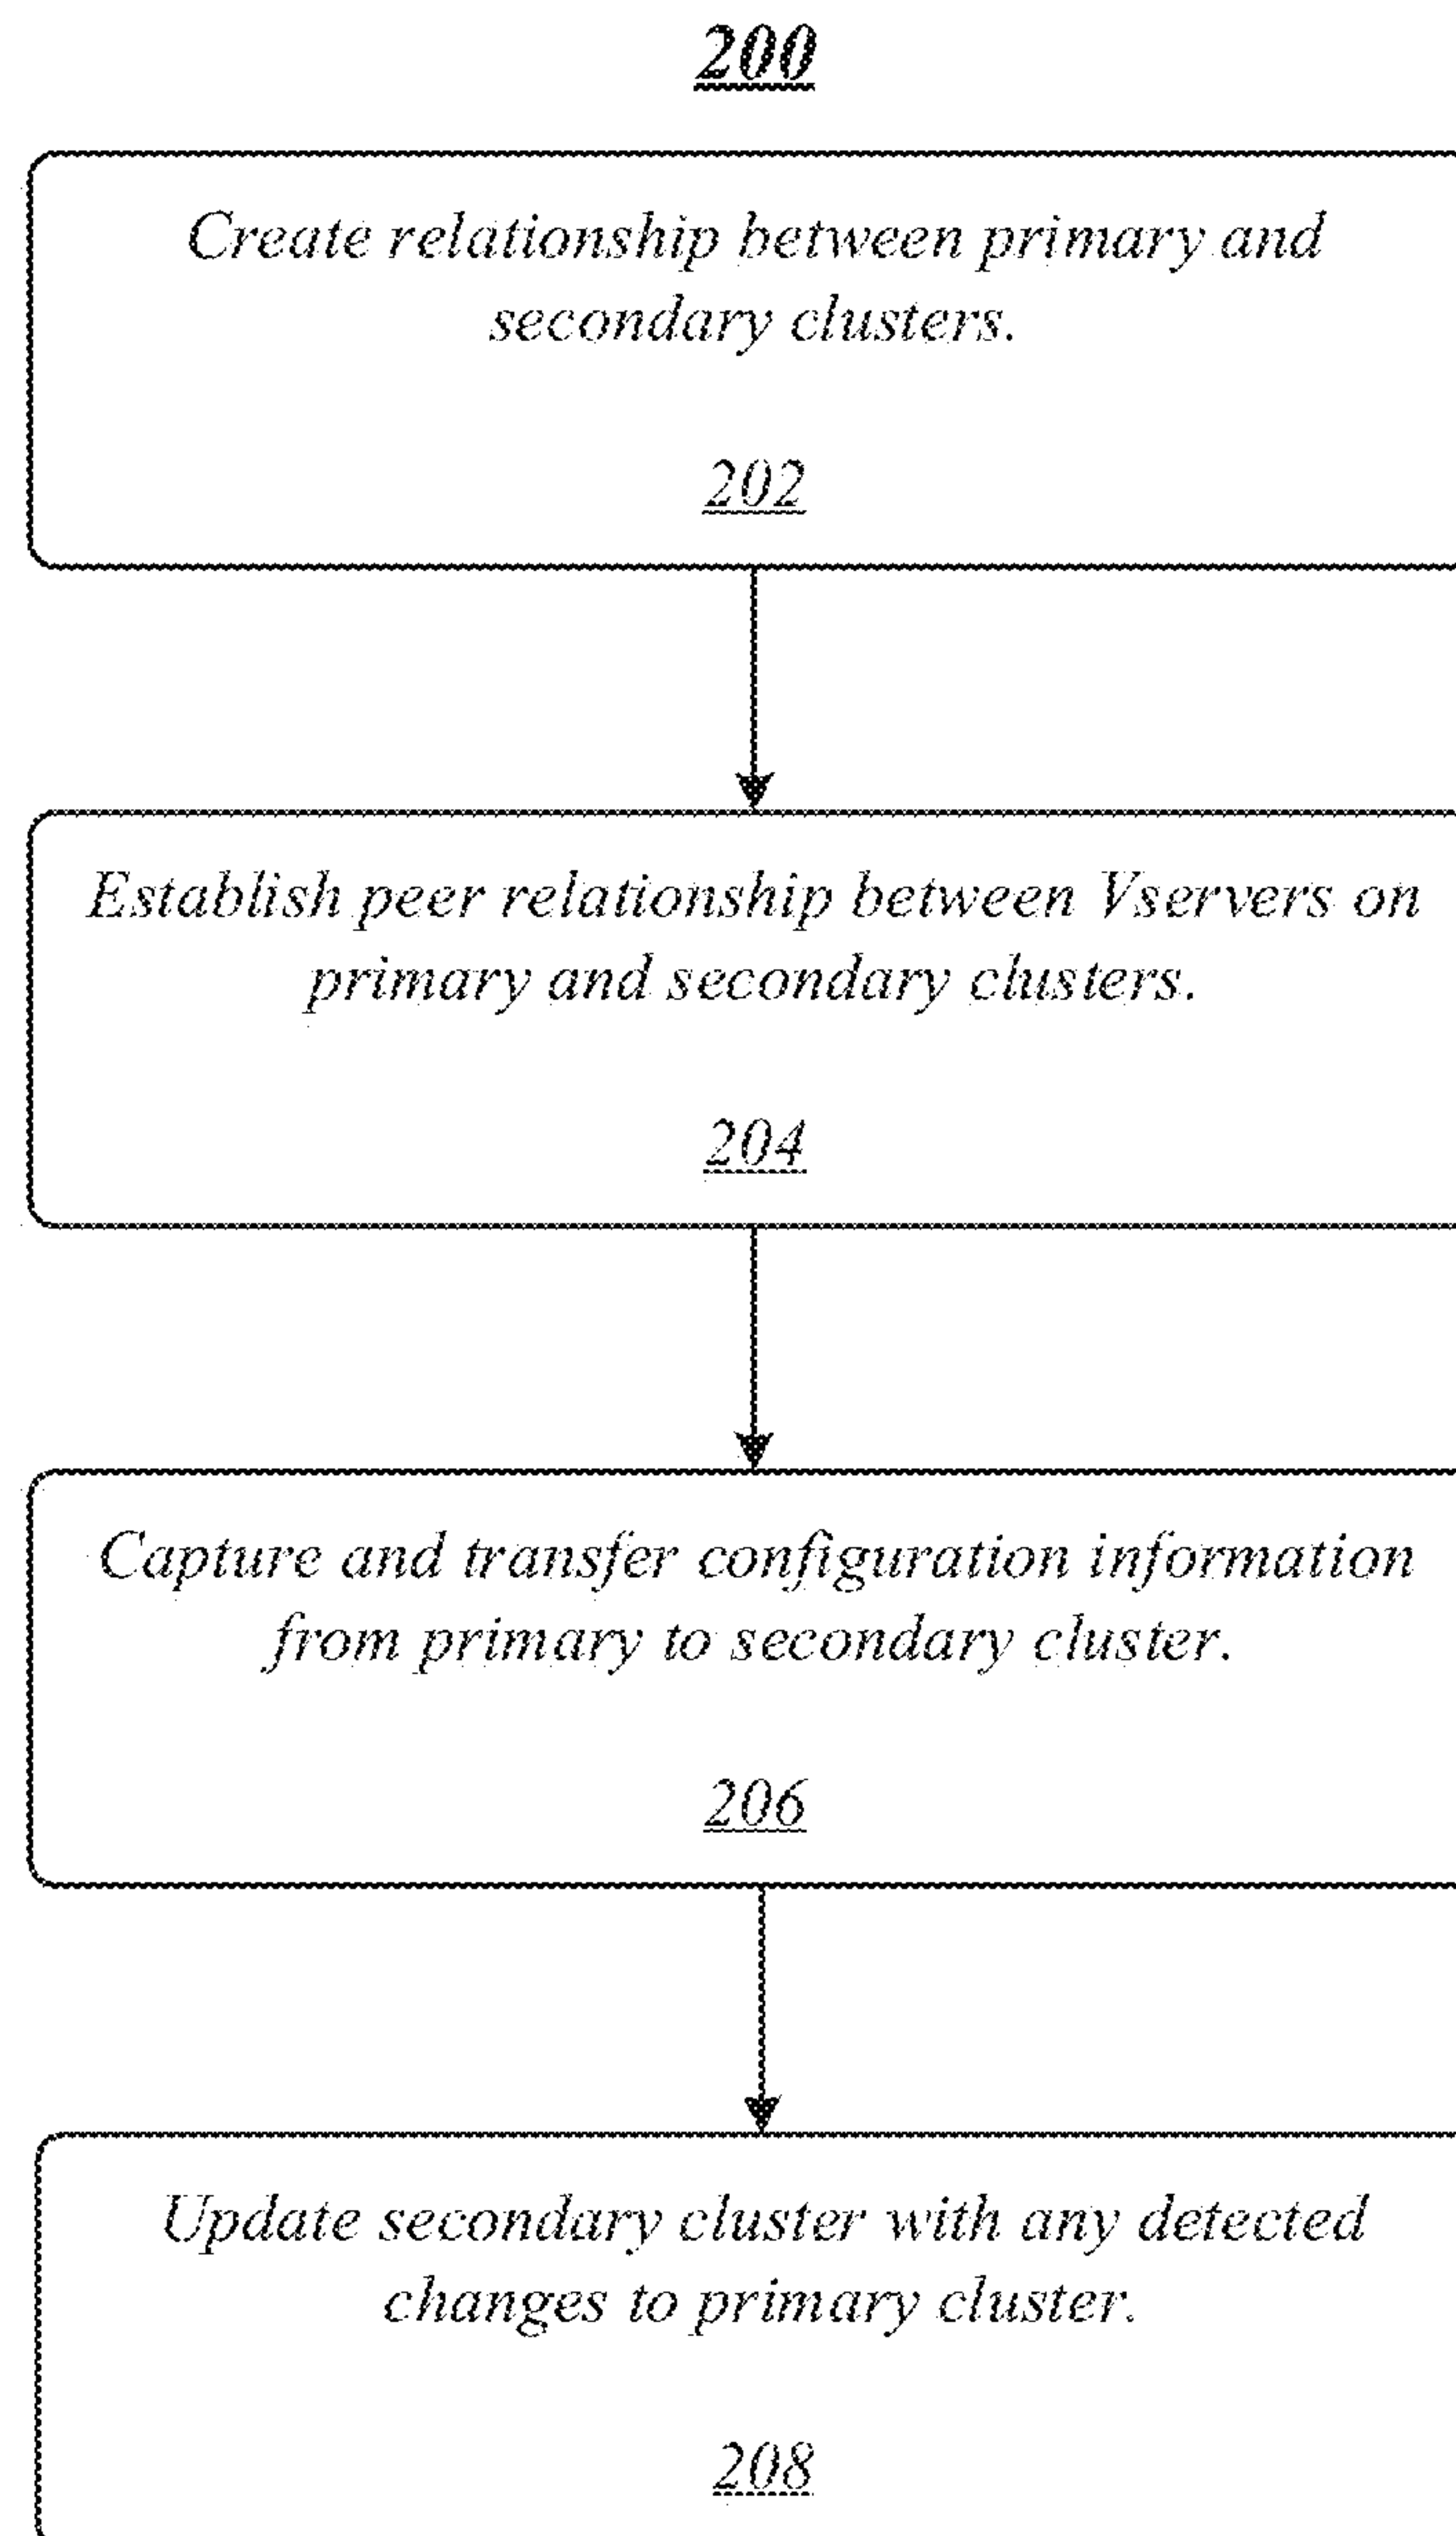 200
Create relationship between primary and
secondary clusters.
202
Establish peer relationship between Vservers on
primary and secondary clusters.
204
Capture and transfer configuration information
from primary to secondary cluster.
206
Update secondary cluster with any detected
changes to primary cluster.
208